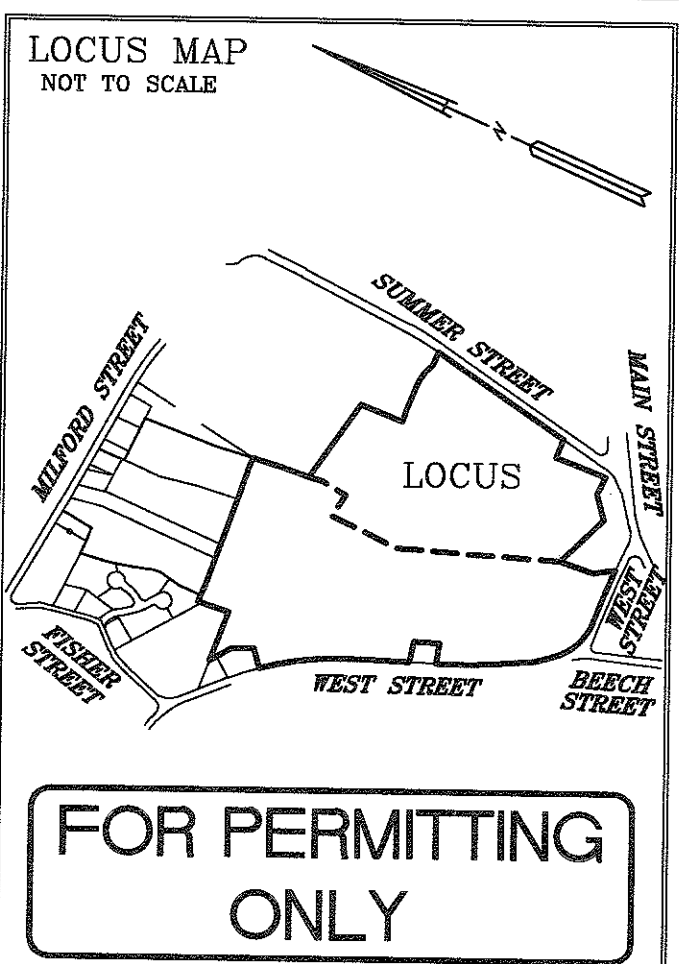 LOCUS MAP
NOT TO SCALE
N
SUMMER STREET
MILFORD STREET
MAIN STREET
LOCUS
WEST
STREET
FISHER
STREET
WEST STREET
BEECH
STREET
FOR PERMITTING
ONLY